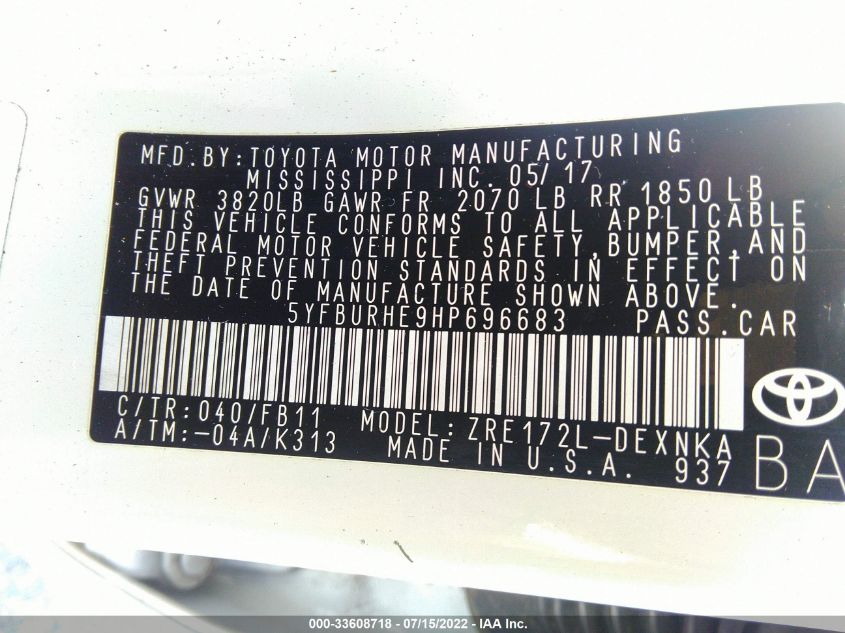 MFD.BY:TOYOTA MOTOR MANUFACTURING
MISSISSIPPI INC. 05/17
GVWR 3820LB GAWR FR 2070 LB RR 1850 LB
THIS VEHICLE CONFORMS TO ALL APPLICABLE
FEDERAL MOTOR VEHICLE SAFETY,BUMPER,AND
THEFT PREVENTION STANDARDS IN EFFECT ON
THE DATE OF MANUFACTURE SHOWN ABOVE.
5YFBURHE9HP696683 PASS.CAR
C/TR:040/FB11 MODEL:ZRE172L-DEXNKA
A/TM:-04A/K313 MADE IN U.S.A. 937 BA
000-33608718 - 07/15/2022 - IAA Inc.